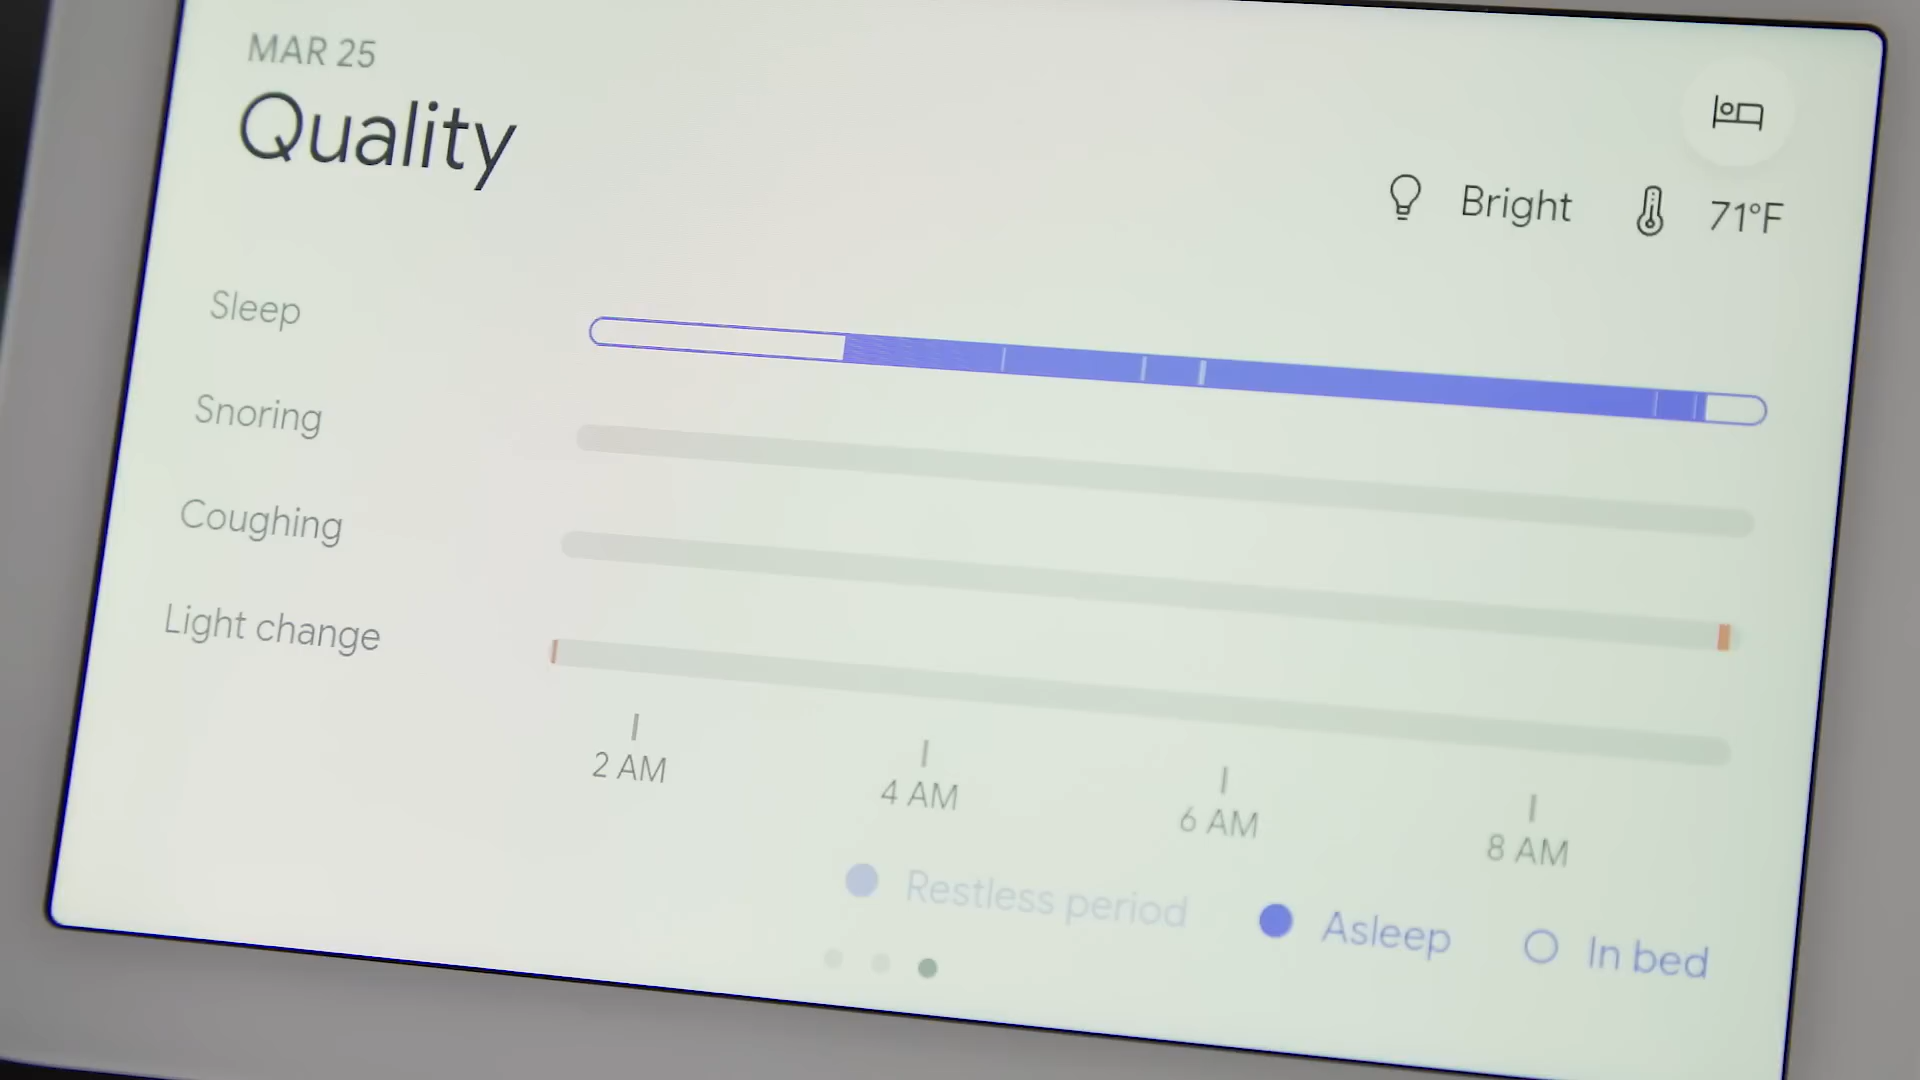 MAR 25
Quality
Bright 71°F
Sleep
Snoring
Coughing
Light change
2 AM 4 AM 6 AM 8 AM
Restless period Asleep In bed